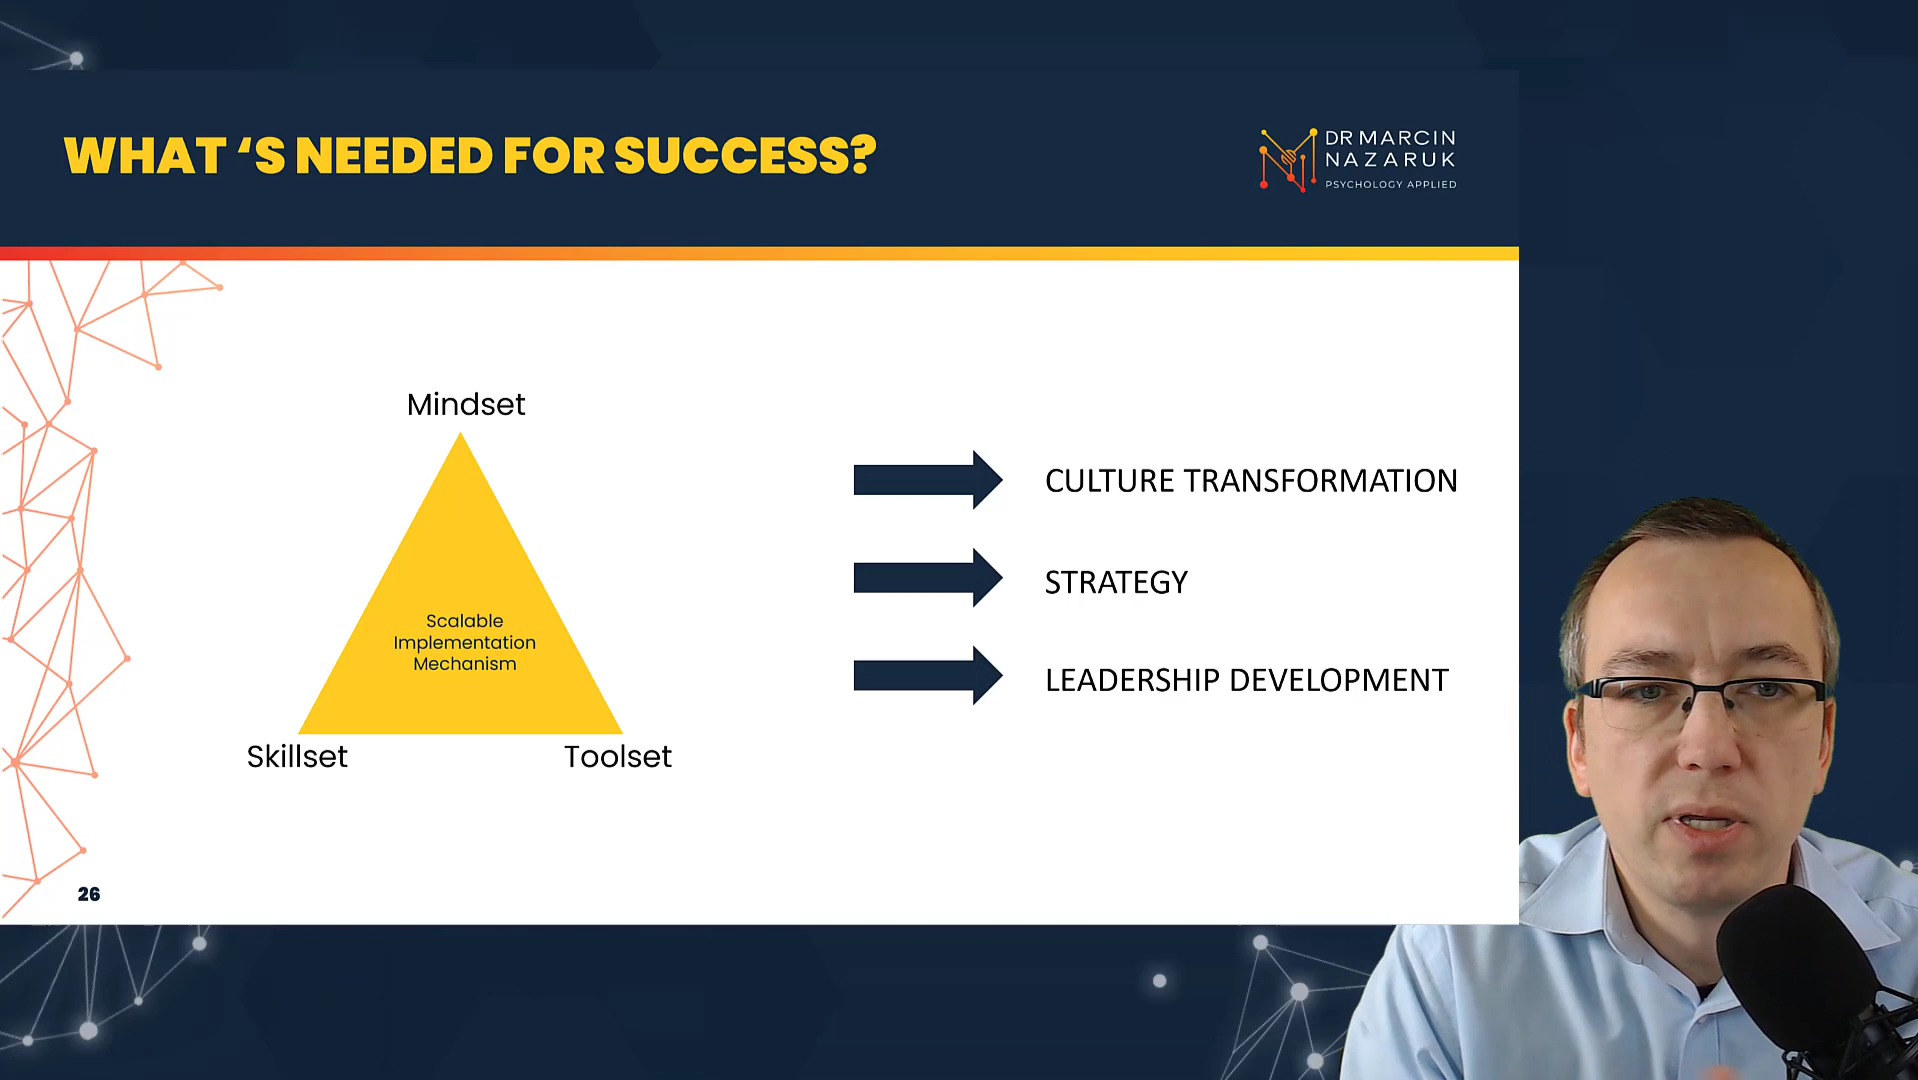 WHAT ‘S NEEDED FOR SUCCESS?
DR MARCIN
NAZARUK
PSYCHOLOGY APPLIED
Mindset
Scalable
Implementation
Mechanism
Skillset
Toolset
CULTURE TRANSFORMATION
STRATEGY
LEADERSHIP DEVELOPMENT
26